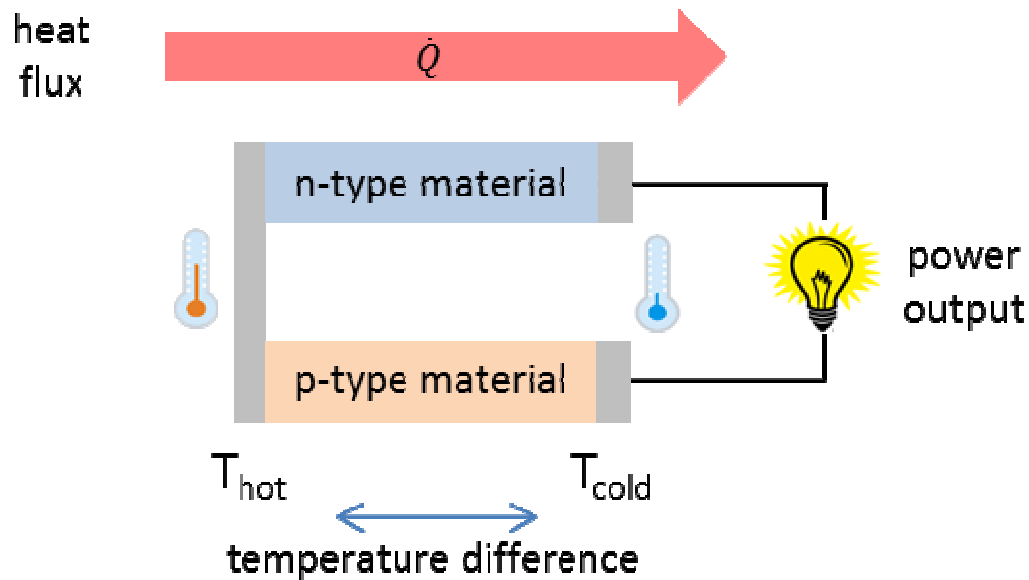 heat
flux
Q̇
n-type material
power
output
p-type material
T_hot
T_cold
temperature difference